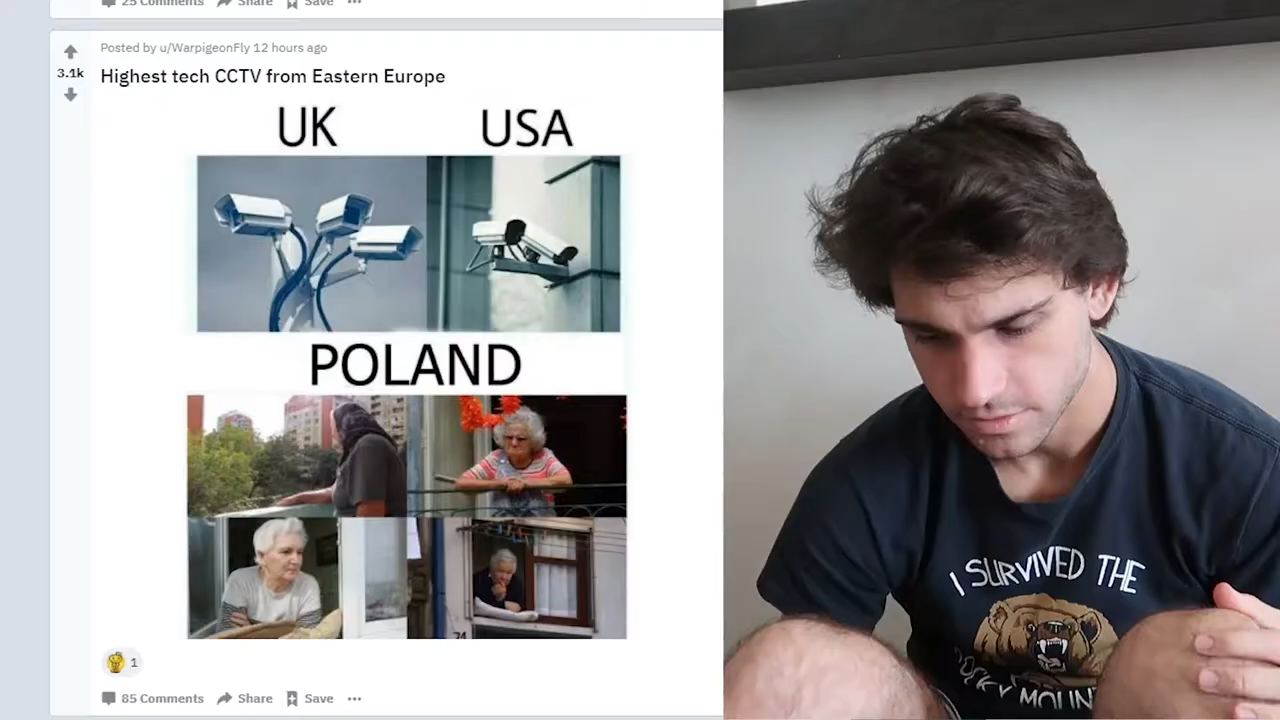 25 Comments Share Save
Posted by u/WarpigeonFly 12 hours ago
3.1k
Highest tech CCTV from Eastern Europe
UK USA
POLAND
74
1
85 Comments Share Save
I SURVIVED THE